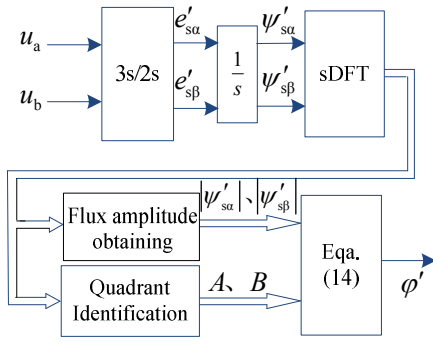 u_a
u_b
3s/2s
e'_sα
e'_sβ
1/s
ψ'_sα
ψ'_sβ
sDFT
Flux amplitude
obtaining
|ψ'_sα|、|ψ'_sβ|
Quadrant
Identification
A、B
Eqa.
(14)
φ'